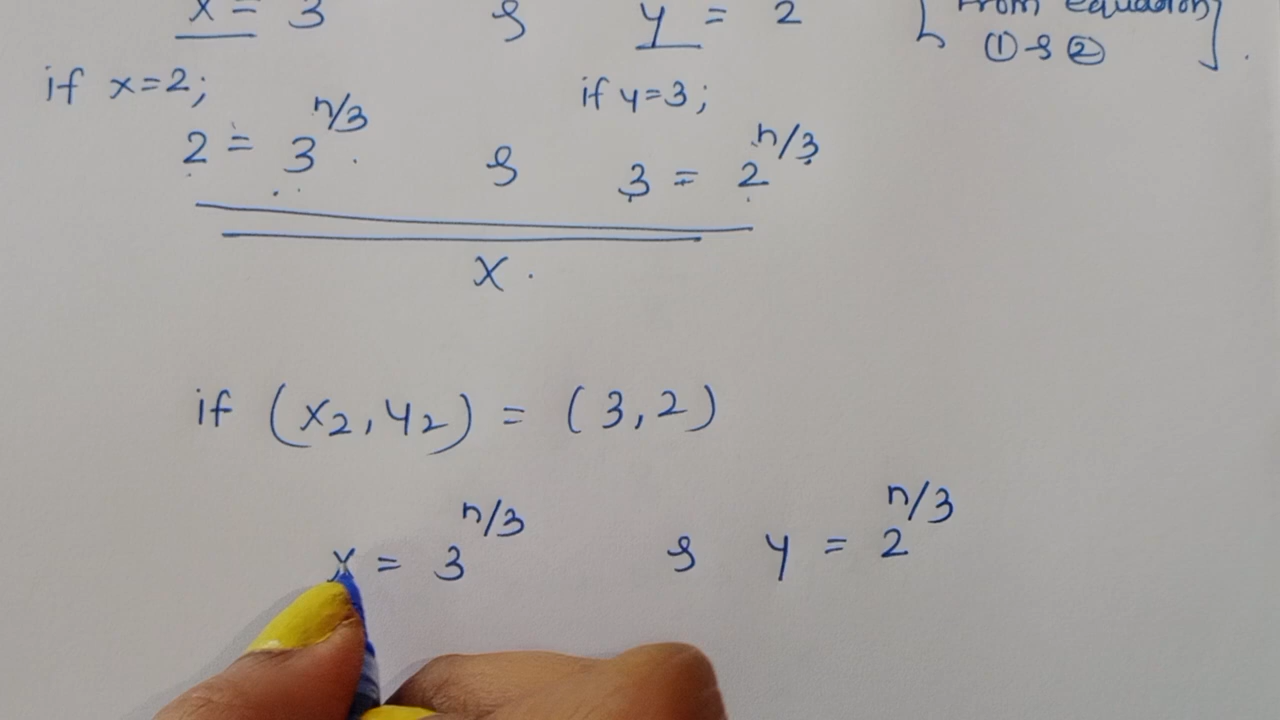 x = 3 & y = 2 [From equation
① & ②].
if x=2; if y=3;
2 = 3^{n/3} & 3 = 2^{n/3}
X.
if (x₂, y₂) = (3, 2)
x = 3^{n/3} & y = 2^{n/3}